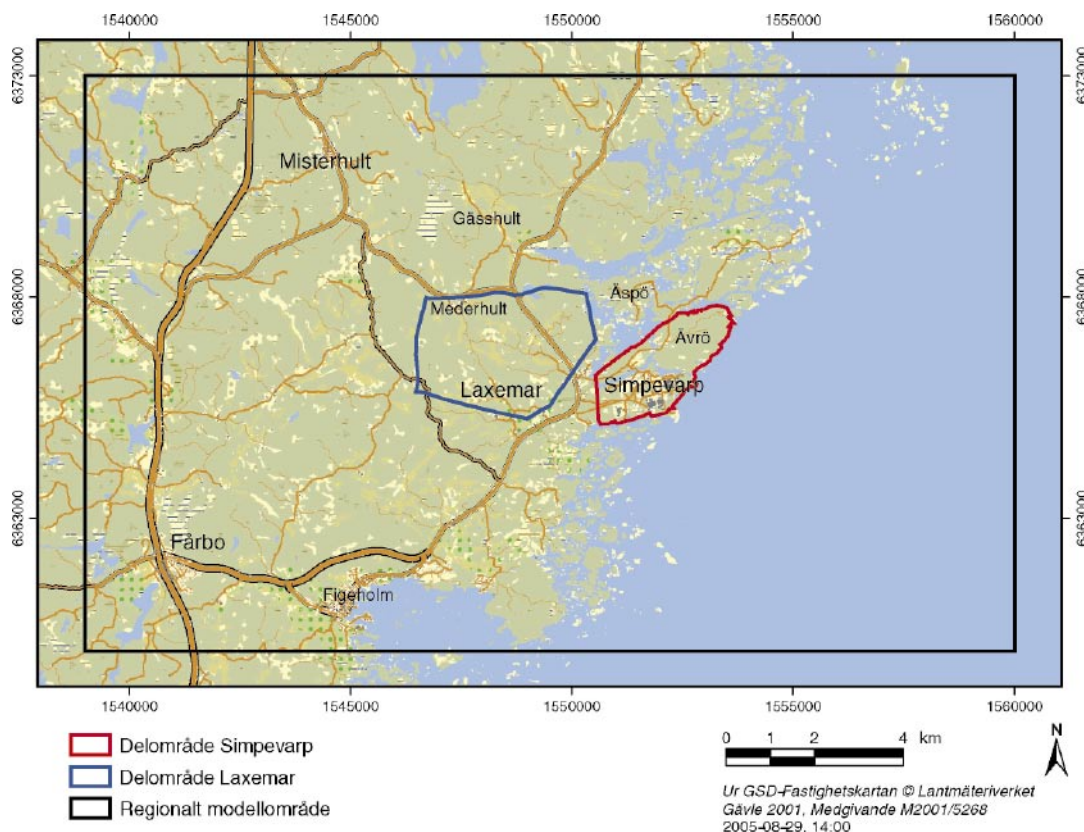 1540000 1545000 1550000 1555000 1560000
6373000 6373000
Misterhult
Gässhult
6368000 6368000
Äspö
Mederhult
Ävrö
Laxemar Simpevarp
6363000 6363000
Fårbo
Figeholm
1540000 1545000 1550000 1555000 1560000
Delområde Simpevarp
Delområde Laxemar
Regionalt modellområde
0 1 2 4 km
N
Ur GSD-Fastighetskartan © Lantmäteriverket
Gävle 2001, Medgivande M2001/5268
2005-08-29, 14:00